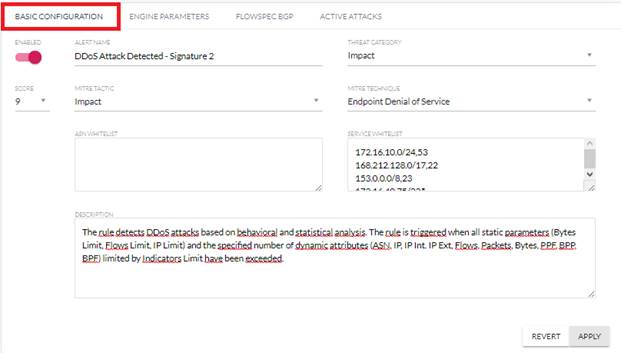 BASIC CONFIGURATION ENGINE PARAMETERS FLOWSPEC BGP ACTIVE ATTACKS
ENABLED ALERT NAME THREAT CATEGORY
DDoS Attack Detected - Signature 2 Impact
SCORE MITRE TACTIC MITRE TECHNIQUE
9 Impact Endpoint Denial of Service
ASN WHITELIST SERVICE WHITELIST
172.16.10.0/24,53
168.212.128.0/17,22
153.0.0.0/8,23
DESCRIPTION
The rule detects DDoS attacks based on behavioral and statistical analysis. The rule is triggered when all static parameters (Bytes
Limit, Flows Limit, IP Limit) and the specified number of dynamic attributes (ASN, IP, IP Int. IP Ext, Flows, Packets, Bytes, PPF, BPP,
BPF) limited by Indicators Limit have been exceeded.
REVERT APPLY